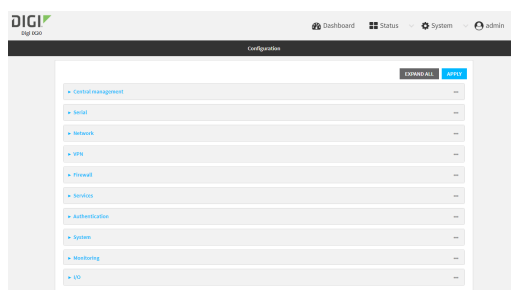 DIGI
Digi IX20
Dashboard Status System admin
Configuration
EXPAND ALL APPLY
Central management
Serial
Network
VPN
Firewall
Services
Authentication
System
Monitoring
I/O